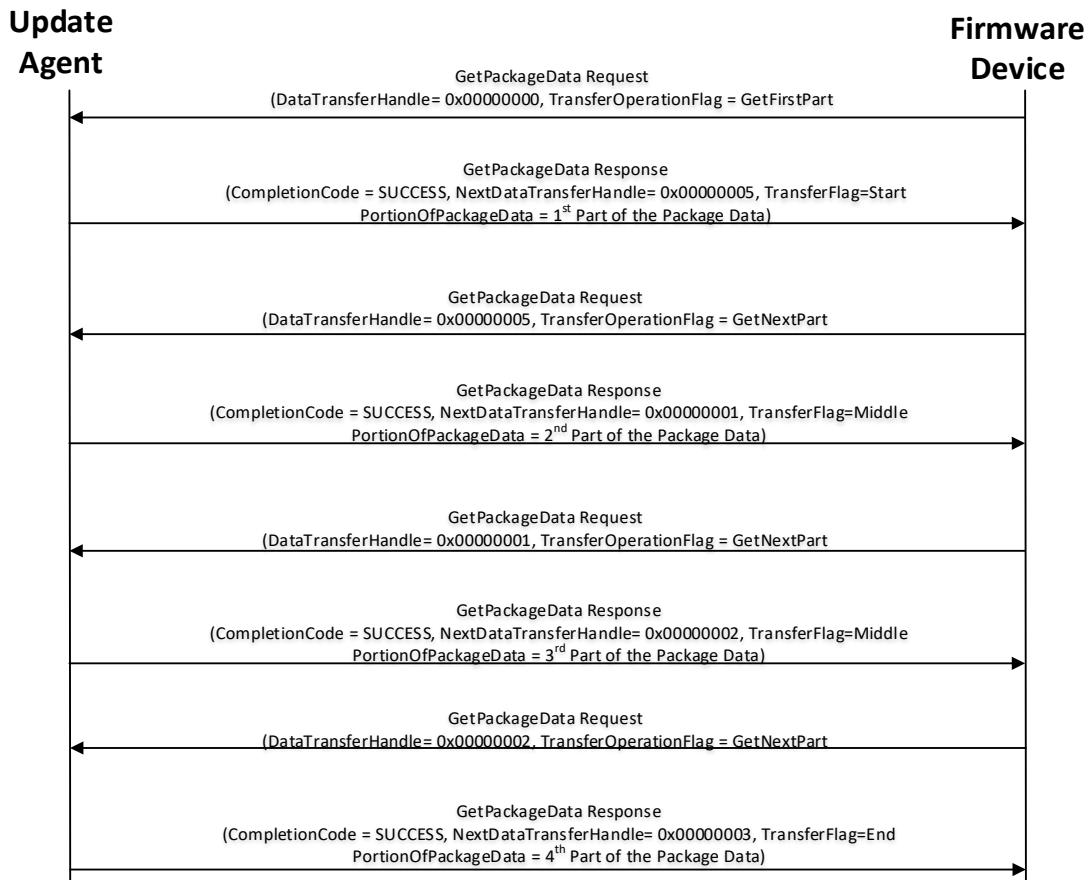 Update
Agent
Firmware
Device
GetPackageData Request
(DataTransferHandle= 0x00000000, TransferOperationFlag = GetFirstPart
GetPackageData Response
(CompletionCode = SUCCESS, NextDataTransferHandle= 0x00000005, TransferFlag=Start
PortionOfPackageData = 1st Part of the Package Data)
GetPackageData Request
(DataTransferHandle= 0x00000005, TransferOperationFlag = GetNextPart
GetPackageData Response
(CompletionCode = SUCCESS, NextDataTransferHandle= 0x00000001, TransferFlag=Middle
PortionOfPackageData = 2nd Part of the Package Data)
GetPackageData Request
(DataTransferHandle= 0x00000001, TransferOperationFlag = GetNextPart
GetPackageData Response
(CompletionCode = SUCCESS, NextDataTransferHandle= 0x00000002, TransferFlag=Middle
PortionOfPackageData = 3rd Part of the Package Data)
GetPackageData Request
(DataTransferHandle= 0x00000002, TransferOperationFlag = GetNextPart
GetPackageData Response
(CompletionCode = SUCCESS, NextDataTransferHandle= 0x00000003, TransferFlag=End
PortionOfPackageData = 4th Part of the Package Data)